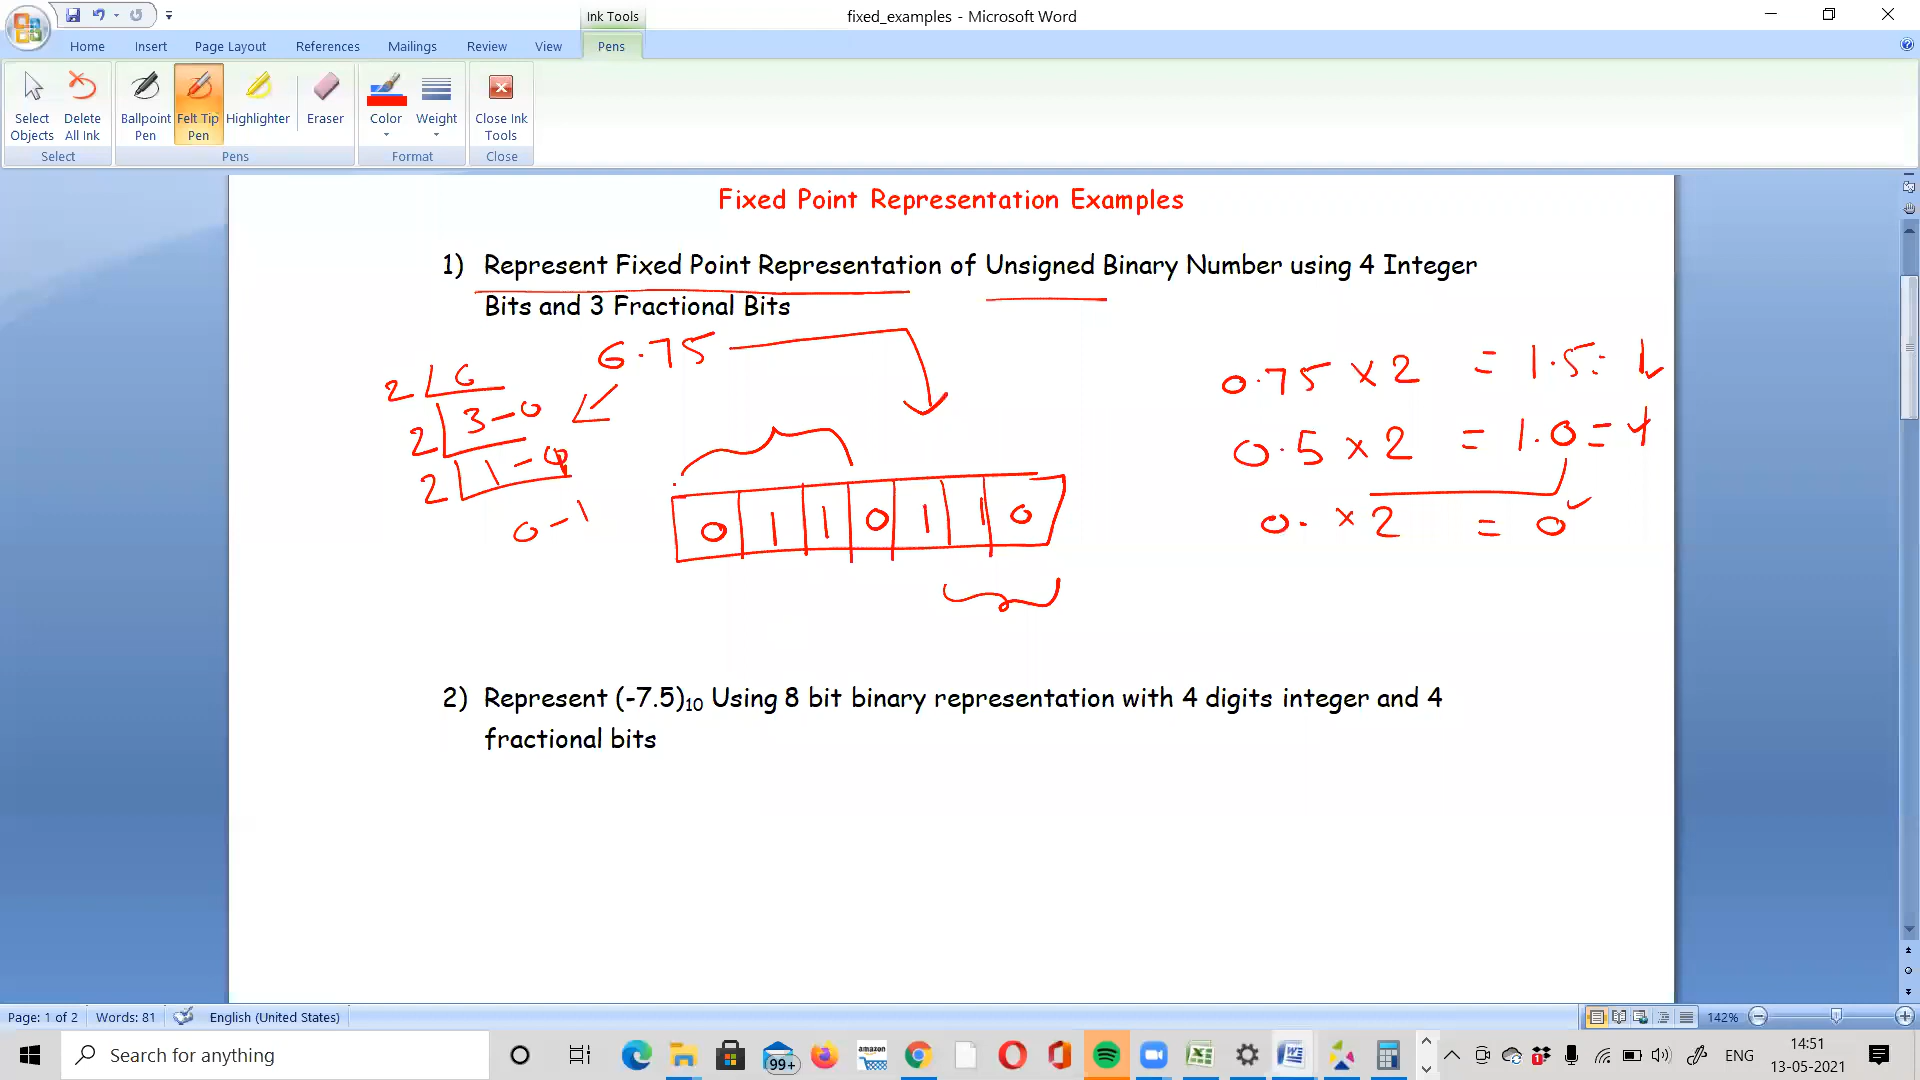 Ink Tools
fixed_examples - Microsoft Word
Home Insert Page Layout References Mailings Review View Pens
Select Objects
Delete All Ink
Ballpoint Pen
Felt Tip Pen
Highlighter
Eraser
Color
Weight
Close Ink Tools
Select Pens Format Close
Fixed Point Representation Examples
1) Represent Fixed Point Representation of Unsigned Binary Number using 4 Integer
Bits and 3 Fractional Bits
6.75
2 6
2 3 - 0
2 1 -
0 - 1
0 1 1 0 1 1 0
0.75 × 2 = 1.5 = 1
0.5 × 2 = 1.0 = 1
0. × 2 = 0
2) Represent (-7.5)10 Using 8 bit binary representation with 4 digits integer and 4
fractional bits
Page: 1 of 2 Words: 81 English (United States) 142%
Search for anything
99+
amazon
ENG
14:51
13-05-2021